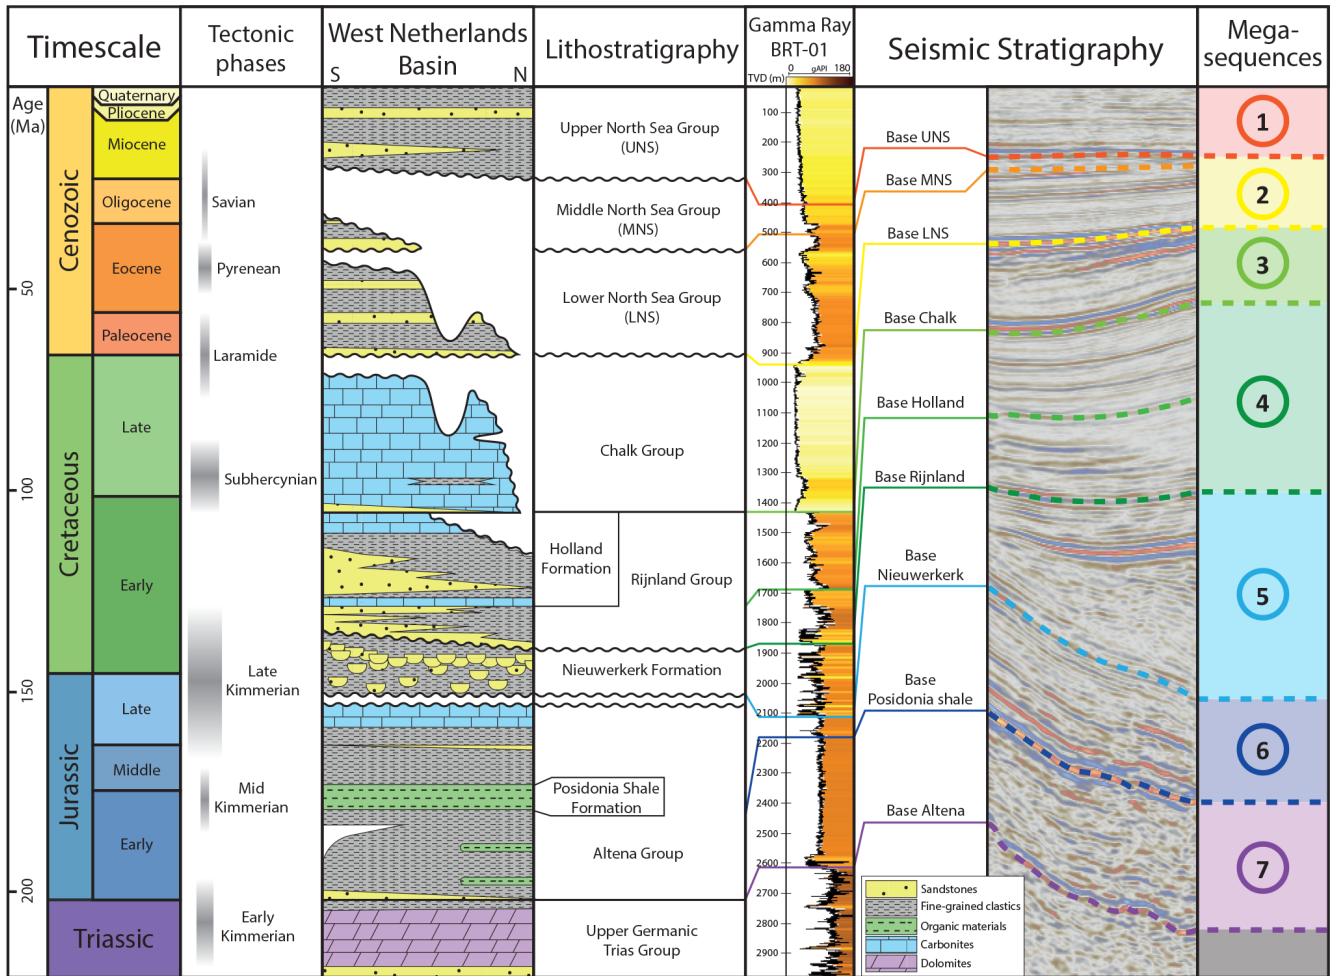 Timescale
Tectonic
phases
West Netherlands
Basin
S N
Lithostratigraphy
Gamma Ray
BRT-01
0 gAPI 180
TVD (m)
Seismic Stratigraphy
Mega-
sequences
Age
(Ma)
50
100
150
200
Cenozoic
Cretaceous
Jurassic
Triassic
Quaternary
Pliocene
Miocene
Oligocene
Eocene
Paleocene
Late
Early
Late
Middle
Early
Savian
Pyrenean
Laramide
Subhercynian
Late
Kimmerian
Mid
Kimmerian
Early
Kimmerian
Upper North Sea Group
(UNS)
Middle North Sea Group
(MNS)
Lower North Sea Group
(LNS)
Chalk Group
Holland
Formation
Rijnland Group
Nieuwerkerk Formation
Posidonia Shale
Formation
Altena Group
Upper Germanic
Trias Group
100
200
300
400
500
600
700
800
900
1000
1100
1200
1300
1400
1500
1600
1700
1800
1900
2000
2100
2200
2300
2400
2500
2600
2700
2800
2900
Base UNS
Base MNS
Base LNS
Base Chalk
Base Holland
Base Rijnland
Base
Nieuwerkerk
Base
Posidonia shale
Base Altena
Sandstones
Fine-grained clastics
Organic materials
Carbonites
Dolomites
1
2
3
4
5
6
7